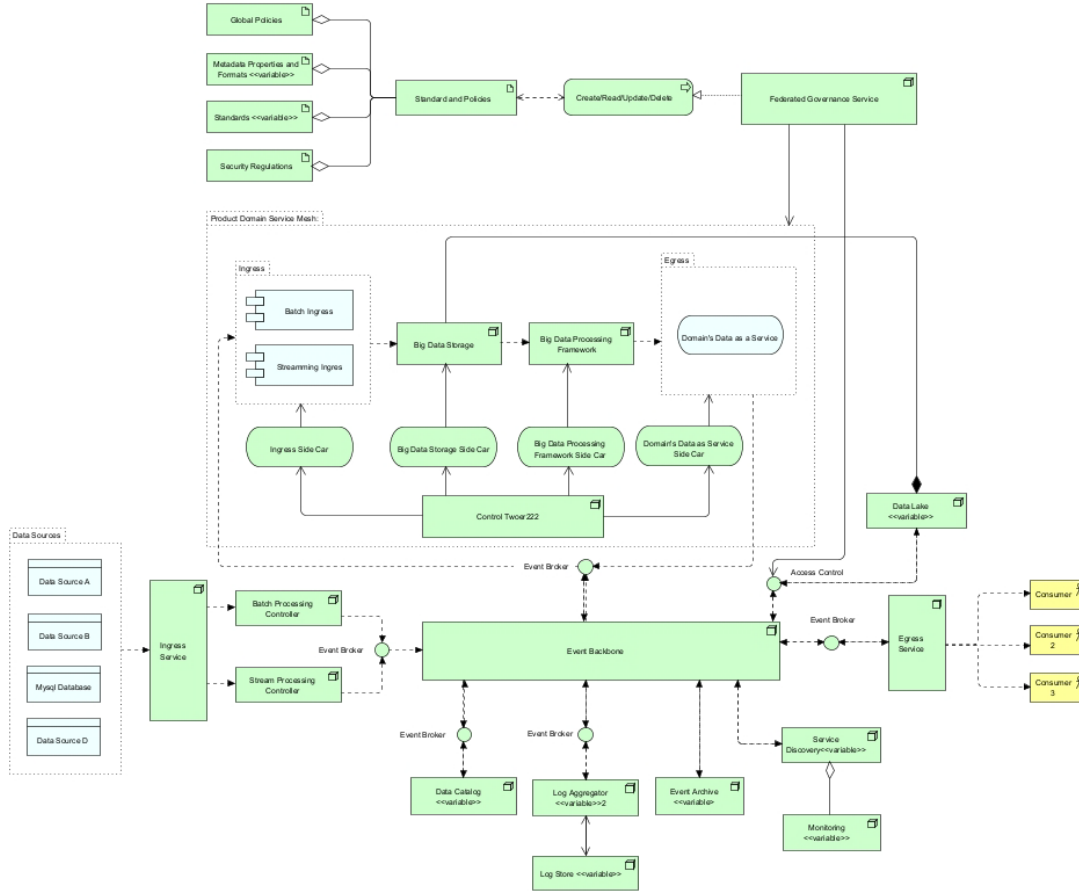 Global Policies
Metadata Properties and
Formats <<variable>>
Standards <<variable>>
Security Regulations
Standard and Policies
Create/Read/Update/Delete
Federated Governance Service
Product Domain Service Mesh:
Ingress
Batch Ingress
Streamming Ingres
Big Data Storage
Big Data Processing
Framework
Egress
Domain's Data as a Service
Ingress Side Car
Big Data Storage Side Car
Big Data Processing
Framework Side Car
Domain's Data as Service
Side Car
Control Twoer222
Data Lake
<<variable>>
Data Sources
Data Source A
Data Source B
Mysql Database
Data Source D
Ingress
Service
Batch Processing
Controller
Stream Processing
Controller
Event Broker
Event Broker
Access Control
Event Backbone
Event Broker
Egress
Service
Consumer
Consumer
2
Consumer
3
Event Broker
Event Broker
Data Catalog
<<variable>>
Log Aggregator
<<variable>>2
Event Archive
<<variable>
Service
Discovery<<variable>>
Monitoring
<<variable>>
Log Store <<variable>>